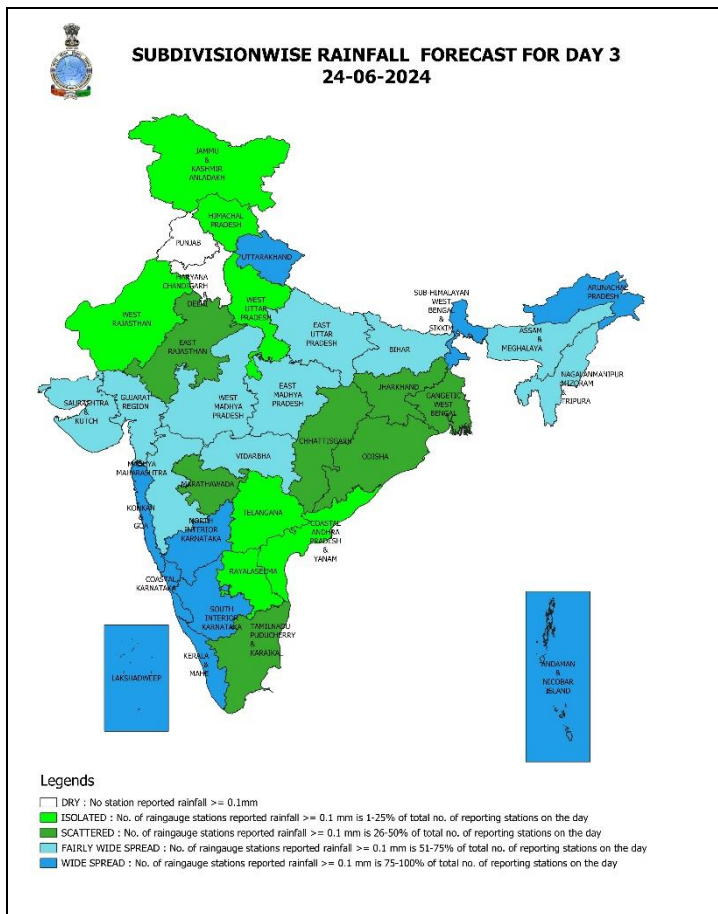 SUBDIVISIONWISE RAINFALL FORECAST FOR DAY 3
24-06-2024
JAMMU
&
KASHMIR
ANLADAKH
HIMACHAL
PRADESH
PUNJAB
UTTARAKHAND
HARYANA
CHANDIGARH
&
DELHI
WEST
UTTAR
PRADESH
WEST
RAJASTHAN
EAST
RAJASTHAN
EAST
UTTAR
PRADESH
BIHAR
SUB-HIMALAYAN
WEST
BENGAL
&
SIKKIM
ARUNACHAL
PRADESH
ASSAM
&
MEGHALAYA
NAGALANMANIPUR
MIZORAM
&
TRIPURA
SAURASHTRA
&
KUTCH
GUJARAT
REGION
WEST
MADHYA
PRADESH
EAST
MADHYA
PRADESH
JHARKHAND
GANGETIC
WEST
BENGAL
CHHATTISGARH
ODISHA
VIDARBHA
MADHYA
MAHARASHTRA
MARATHAWADA
KONKAN
&
GOA
NORTH
INTERIOR
KARNATAKA
TELANGANA
COASTAL
ANDHRA
PRADESH
&
YANAM
RAYALASEEMA
COASTAL
KARNATAKA
SOUTH
INTERIOR
KARNATAKA
TAMILNADU
PUDUCHERRY
&
KARAIKAL
KERALA
&
MAHE
LAKSHADWEEP
ANDAMAN
&
NICOBAR
ISLAND
Legends
DRY : No station reported rainfall >= 0.1mm
ISOLATED : No. of raingauge stations reported rainfall >= 0.1 mm is 1-25% of total no. of reporting stations on the day
SCATTERED : No. of raingauge stations reported rainfall >= 0.1 mm is 26-50% of total no. of reporting stations on the day
FAIRLY WIDE SPREAD : No. of raingauge stations reported rainfall >= 0.1 mm is 51-75% of total no. of reporting stations on the day
WIDE SPREAD : No. of raingauge stations reported rainfall >= 0.1 mm is 75-100% of total no. of reporting stations on the day